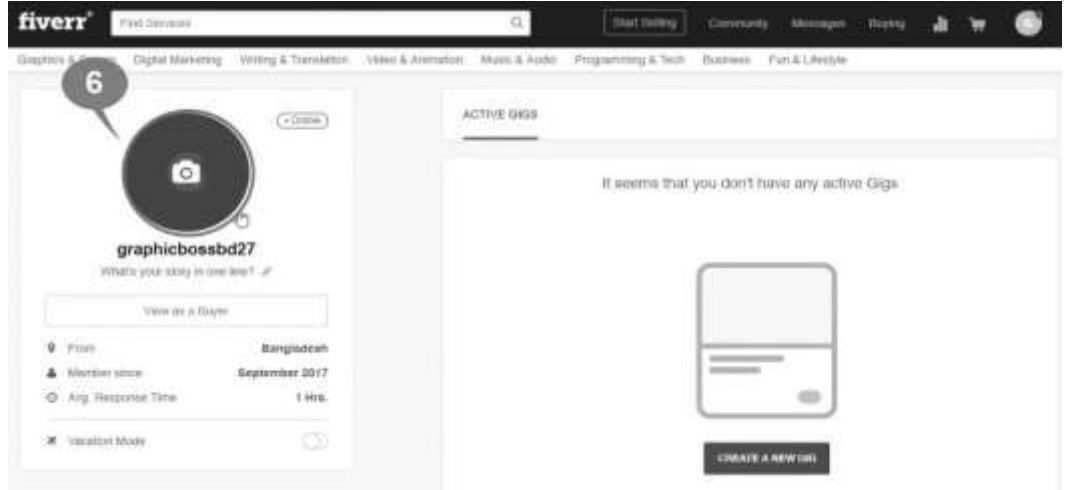 fiverr
Find Services
Start Selling
Community
Messages
Buying
Graphics &
Digital Marketing
Writing & Translation
Video & Animation
Music & Audio
Programming & Tech
Business
Fun & Lifestyle
6
• Online
ACTIVE GIGS
It seems that you don't have any active Gigs
graphicbossbd27
What's your story in one line?
View as a Buyer
From Bangladesh
Member since September 2017
Avg. Response Time 1 Hrs.
Vacation Mode
CREATE A NEW GIG